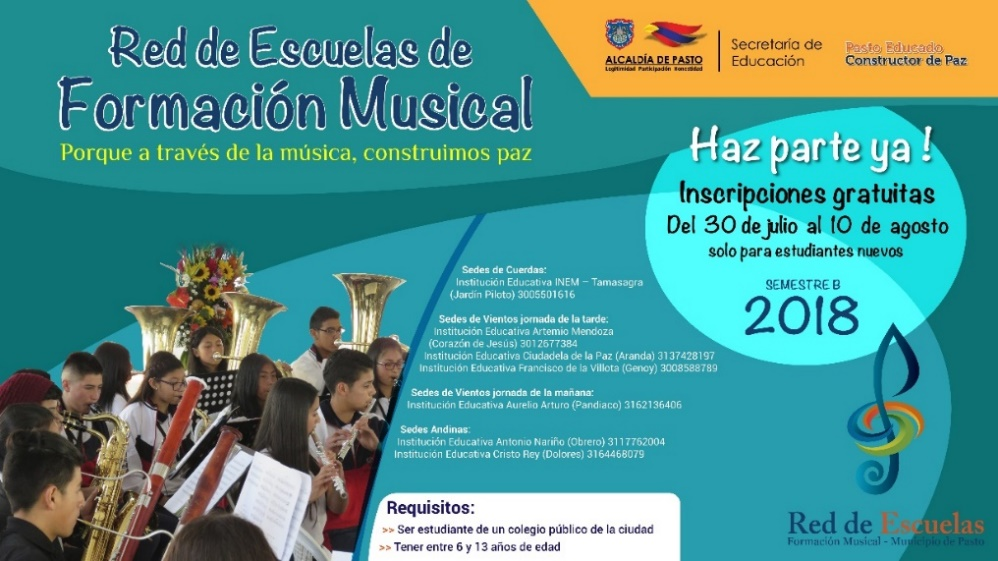 Red de Escuelas de
Formación Musical
Porque a través de la música, construimos paz
ALCALDÍA DE PASTO
Legitimidad Participación Honestidad
Secretaría de
Educación
Pasto Educado
Constructor de Paz
Haz parte ya !
Inscripciones gratuitas
Del 30 de julio al 10 de agosto
solo para estudiantes nuevos
SEMESTRE B
2018
Sedes de Cuerdas:
Institución Educativa INEM – Tamasagra
(Jardín Piloto) 3005501616
Sedes de Vientos jornada de la tarde:
Institución Educativa Artemio Mendoza
(Corazón de Jesús) 3012677384
Institución Educativa Ciudadela de la Paz (Aranda) 3137428197
Institución Educativa Francisco de la Villota (Genoy) 3008588789
Sedes de Vientos jornada de la mañana:
Institución Educativa Aurelio Arturo (Pandiaco) 3162136406
Sedes Andinas:
Institución Educativa Antonio Nariño (Obrero) 3117762004
Institución Educativa Cristo Rey (Dolores) 3164468079
Requisitos:
>> Ser estudiante de un colegio público de la ciudad
>> Tener entre 6 y 13 años de edad
Red de Escuelas
Formación Musical - Municipio de Pasto